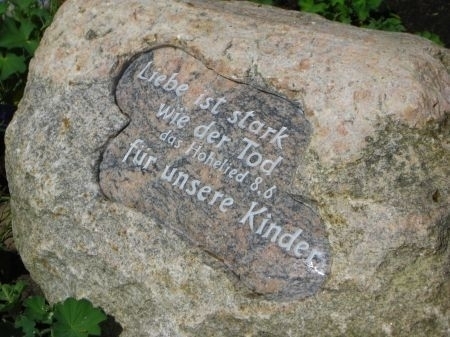 Liebe ist stark
wie der Tod
das Hohelied 8.6
für unsere Kinder